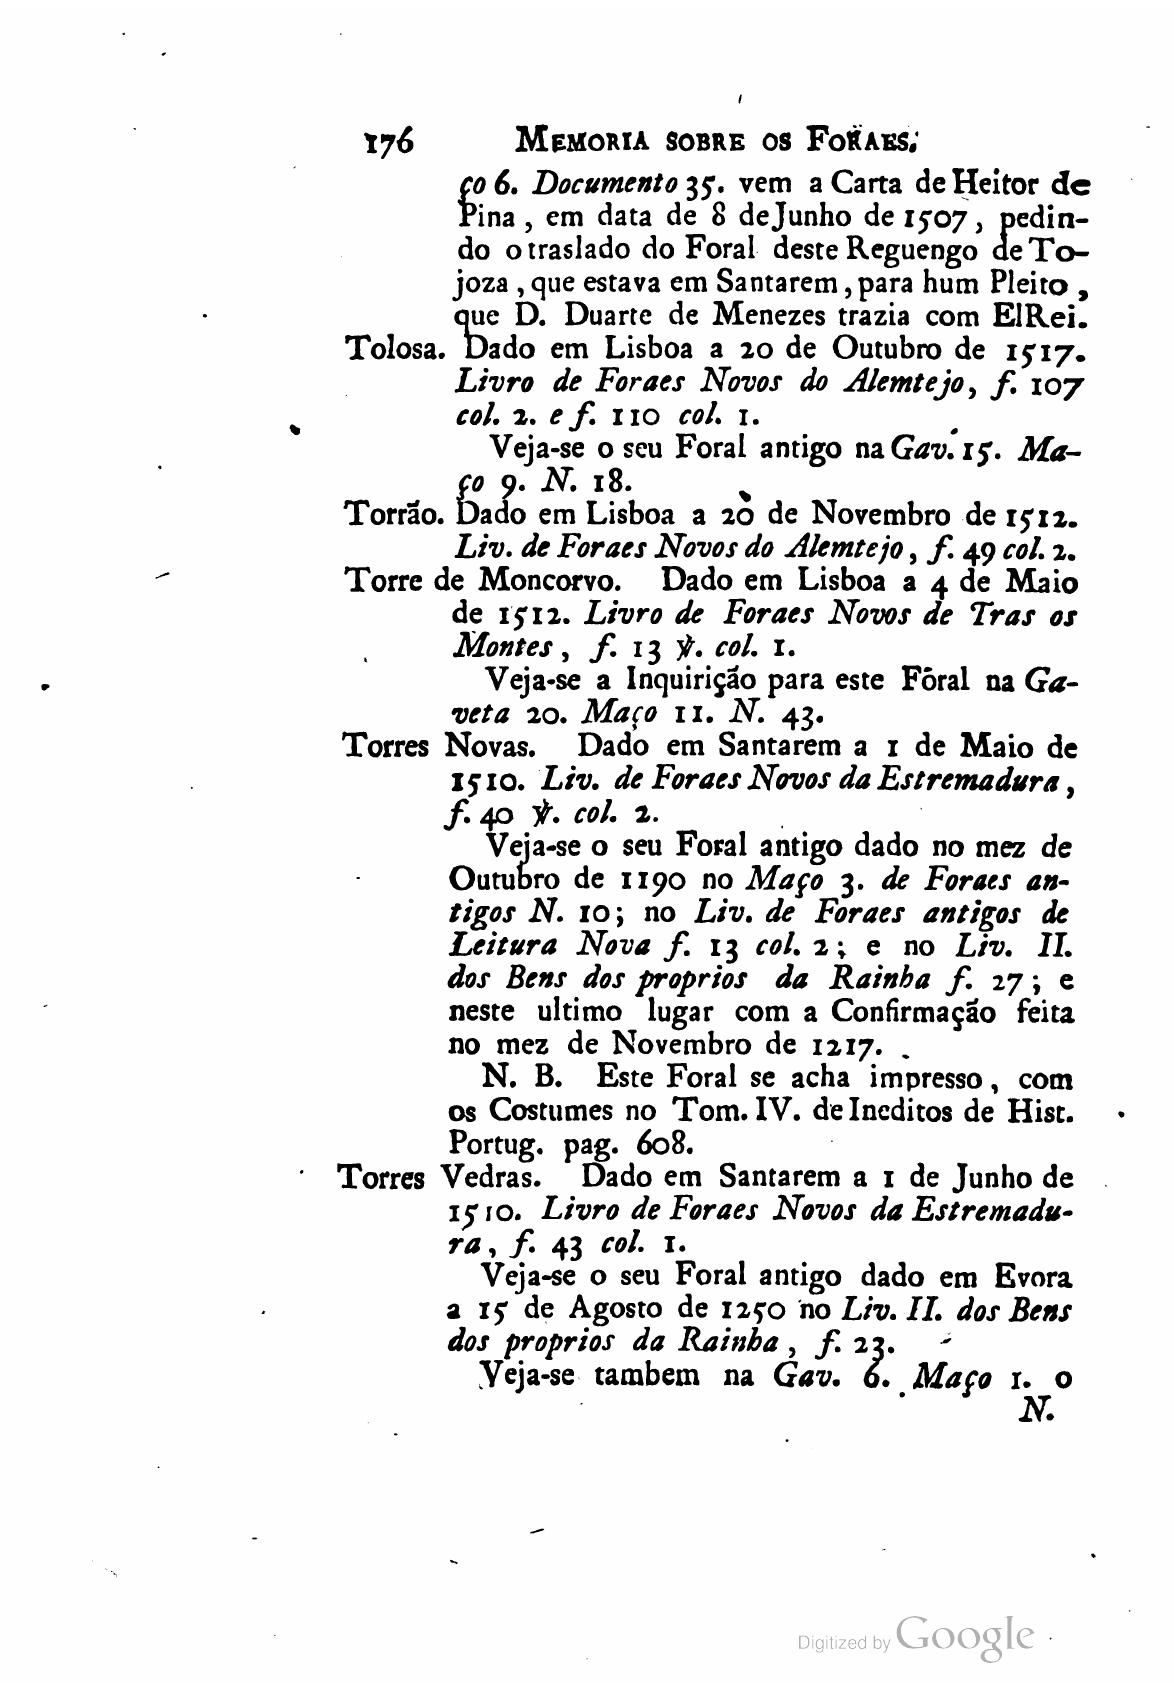 176 MEMORIA SOBRE OS FORAES.
ço 6. Documento 35. vem a Carta de Heitor de
Pina , em data de 8 de Junho de 1507 , pedin-
do o traslado do Foral deste Reguengo de To-
joza , que estava em Santarem , para hum Pleito ,
que D. Duarte de Menezes trazia com ElRei.
Tolosa. Dado em Lisboa a 20 de Outubro de 1517.
Livro de Foraes Novos do Alemtejo, f. 107
col. 2. e f. 110 col. 1.
Veja-se o seu Foral antigo na Gav. 15. Ma-
ço 9. N. 18.
Torrão. Dado em Lisboa a 20 de Novembro de 1512.
Liv. de Foraes Novos do Alemtejo , f. 49 col. 2.
Torre de Moncorvo. Dado em Lisboa a 4 de Maio
de 1512. Livro de Foraes Novos de Tras os
Montes , f. 13 ℣. col. 1.
Veja-se a Inquirição para este Fôral na Ga-
veta 20. Maço 11. N. 43.
Torres Novas. Dado em Santarem a 1 de Maio de
1510. Liv. de Foraes Novos da Estremadura ,
f. 40 ℣. col. 2.
Veja-se o seu Foral antigo dado no mez de
Outubro de 1190 no Maço 3. de Foraes an-
tigos N. 10; no Liv. de Foraes antigos de
Leitura Nova f. 13 col. 2 ; e no Liv. II.
dos Bens dos proprios da Rainha f. 27 ; e
neste ultimo lugar com a Confirmação feita
no mez de Novembro de 1217.
N. B. Este Foral se acha impresso , com
os Costumes no Tom. IV. de Ineditos de Hist.
Portug. pag. 608.
Torres Vedras. Dado em Santarem a 1 de Junho de
1510. Livro de Foraes Novos da Estremadu-
ra , f. 43 col. 1.
Veja-se o seu Foral antigo dado em Evora
a 15 de Agosto de 1250 no Liv. II. dos Bens
dos proprios da Rainha , f. 23.
Veja-se tambem na Gav. 6. Maço 1. o
N.
Digitized by Google